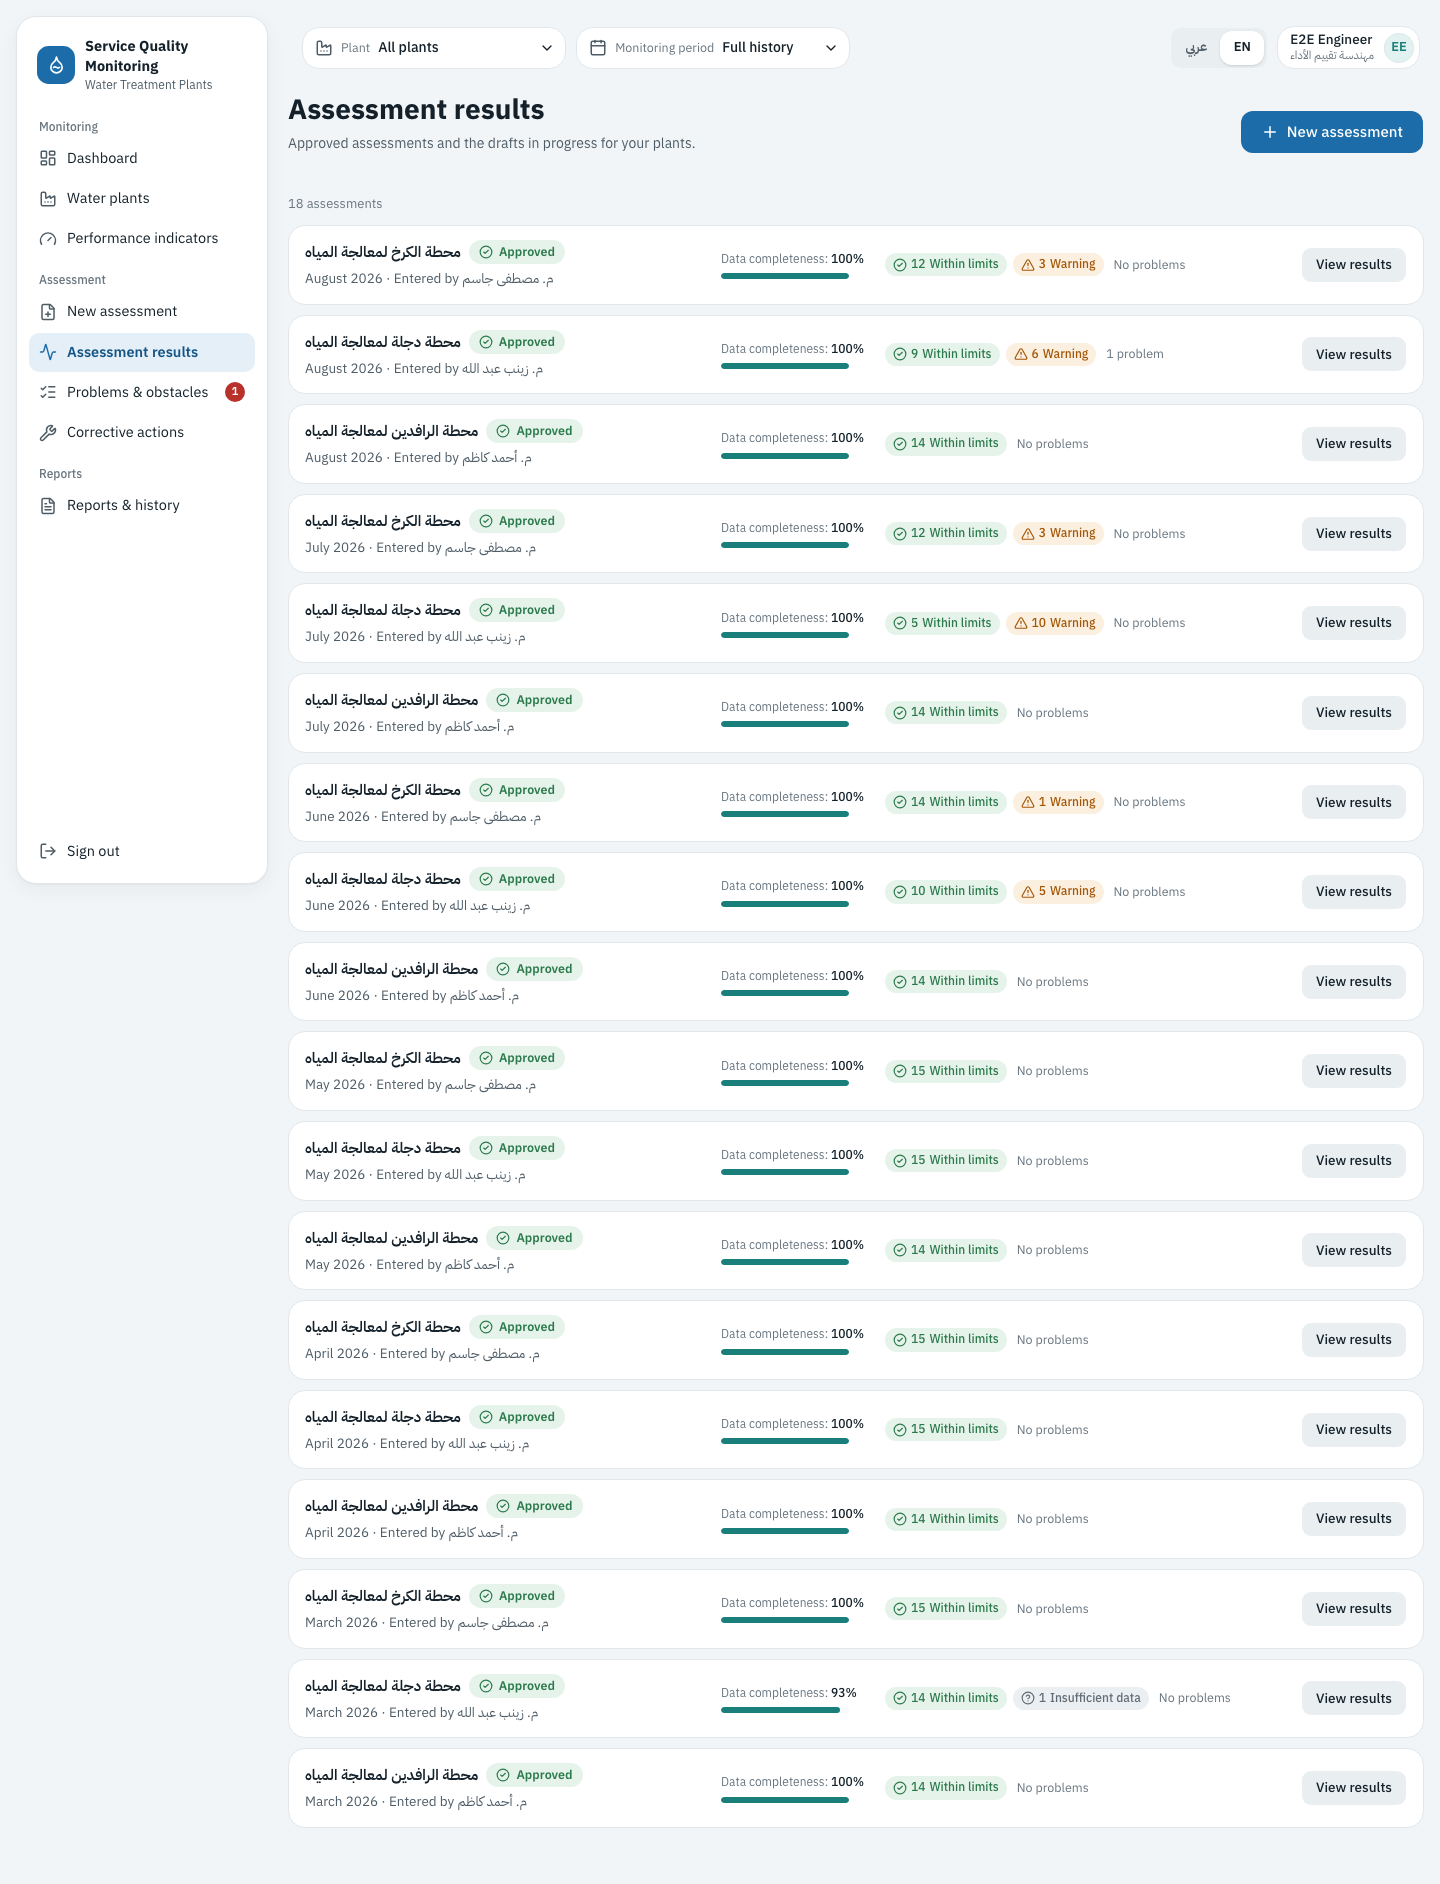 Service Quality
Monitoring
Water Treatment Plants
Monitoring
Dashboard
Water plants
Performance indicators
Assessment
New assessment
Assessment results
Problems & obstacles 1
Corrective actions
Reports
Reports & history
Sign out
Plant All plants
Monitoring period Full history
عربي EN
E2E Engineer
مهندسة تقييم الأداء
EE
Assessment results
Approved assessments and the drafts in progress for your plants.
New assessment
18 assessments
محطة الكرخ لمعالجة المياه Approved
August 2026 · Entered by م. مصطفى جاسم
Data completeness: 100%
12 Within limits 3 Warning No problems
View results
محطة دجلة لمعالجة المياه Approved
August 2026 · Entered by م. زينب عبد الله
Data completeness: 100%
9 Within limits 6 Warning 1 problem
View results
محطة الرافدين لمعالجة المياه Approved
August 2026 · Entered by م. أحمد كاظم
Data completeness: 100%
14 Within limits No problems
View results
محطة الكرخ لمعالجة المياه Approved
July 2026 · Entered by م. مصطفى جاسم
Data completeness: 100%
12 Within limits 3 Warning No problems
View results
محطة دجلة لمعالجة المياه Approved
July 2026 · Entered by م. زينب عبد الله
Data completeness: 100%
5 Within limits 10 Warning No problems
View results
محطة الرافدين لمعالجة المياه Approved
July 2026 · Entered by م. أحمد كاظم
Data completeness: 100%
14 Within limits No problems
View results
محطة الكرخ لمعالجة المياه Approved
June 2026 · Entered by م. مصطفى جاسم
Data completeness: 100%
14 Within limits 1 Warning No problems
View results
محطة دجلة لمعالجة المياه Approved
June 2026 · Entered by م. زينب عبد الله
Data completeness: 100%
10 Within limits 5 Warning No problems
View results
محطة الرافدين لمعالجة المياه Approved
June 2026 · Entered by م. أحمد كاظم
Data completeness: 100%
14 Within limits No problems
View results
محطة الكرخ لمعالجة المياه Approved
May 2026 · Entered by م. مصطفى جاسم
Data completeness: 100%
15 Within limits No problems
View results
محطة دجلة لمعالجة المياه Approved
May 2026 · Entered by م. زينب عبد الله
Data completeness: 100%
15 Within limits No problems
View results
محطة الرافدين لمعالجة المياه Approved
May 2026 · Entered by م. أحمد كاظم
Data completeness: 100%
14 Within limits No problems
View results
محطة الكرخ لمعالجة المياه Approved
April 2026 · Entered by م. مصطفى جاسم
Data completeness: 100%
15 Within limits No problems
View results
محطة دجلة لمعالجة المياه Approved
April 2026 · Entered by م. زينب عبد الله
Data completeness: 100%
15 Within limits No problems
View results
محطة الرافدين لمعالجة المياه Approved
April 2026 · Entered by م. أحمد كاظم
Data completeness: 100%
14 Within limits No problems
View results
محطة الكرخ لمعالجة المياه Approved
March 2026 · Entered by م. مصطفى جاسم
Data completeness: 100%
15 Within limits No problems
View results
محطة دجلة لمعالجة المياه Approved
March 2026 · Entered by م. زينب عبد الله
Data completeness: 93%
14 Within limits 1 Insufficient data No problems
View results
محطة الرافدين لمعالجة المياه Approved
March 2026 · Entered by م. أحمد كاظم
Data completeness: 100%
14 Within limits No problems
View results